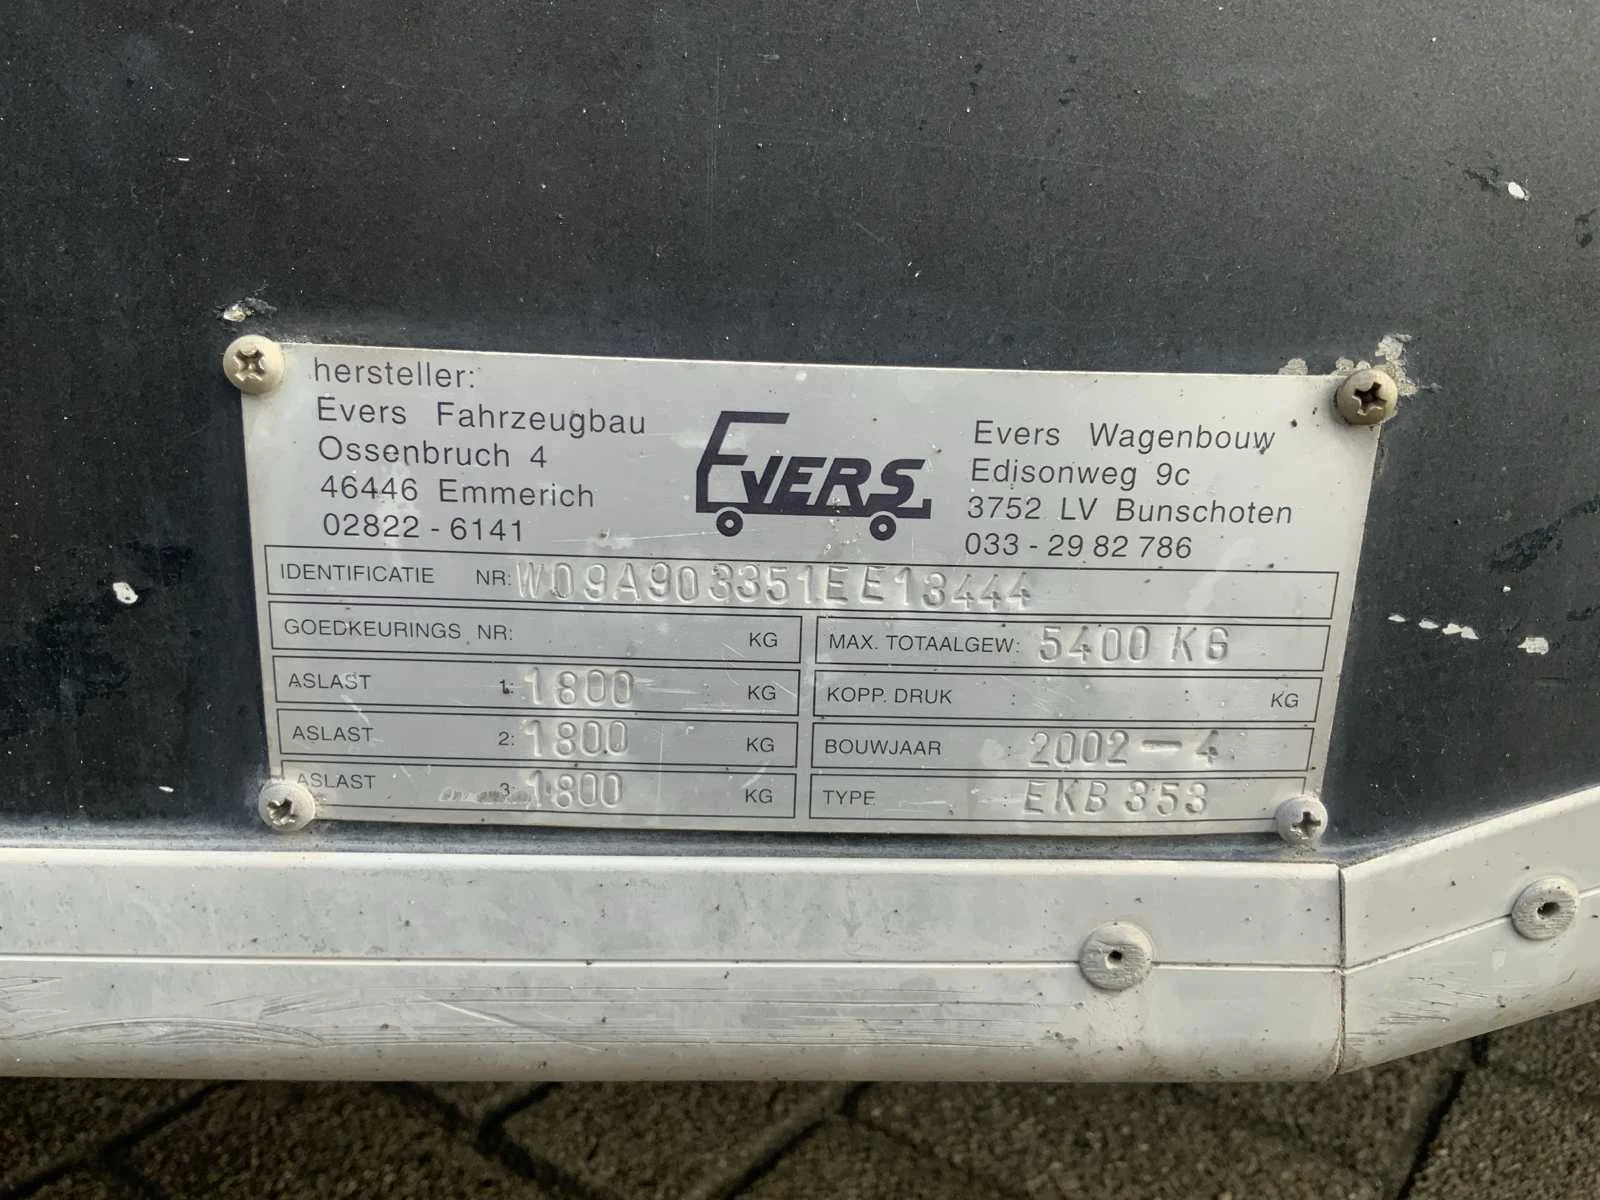 hersteller:
Evers Fahrzeugbau
Ossenbruch 4
46446 Emmerich
02822 - 6141
EVERS
Evers Wagenbouw
Edisonweg 9c
3752 LV Bunschoten
033 - 29 82 786
IDENTIFICATIE NR: W09A903351EE13444
GOEDKEURINGS NR: KG
MAX. TOTAALGEW: 5400 KG
ASLAST 1: 1800 KG
KOPP. DRUK : KG
ASLAST 2: 1800 KG
BOUWJAAR : 2002 - 4
ASLAST 3: 1800 KG
TYPE : EKB 353